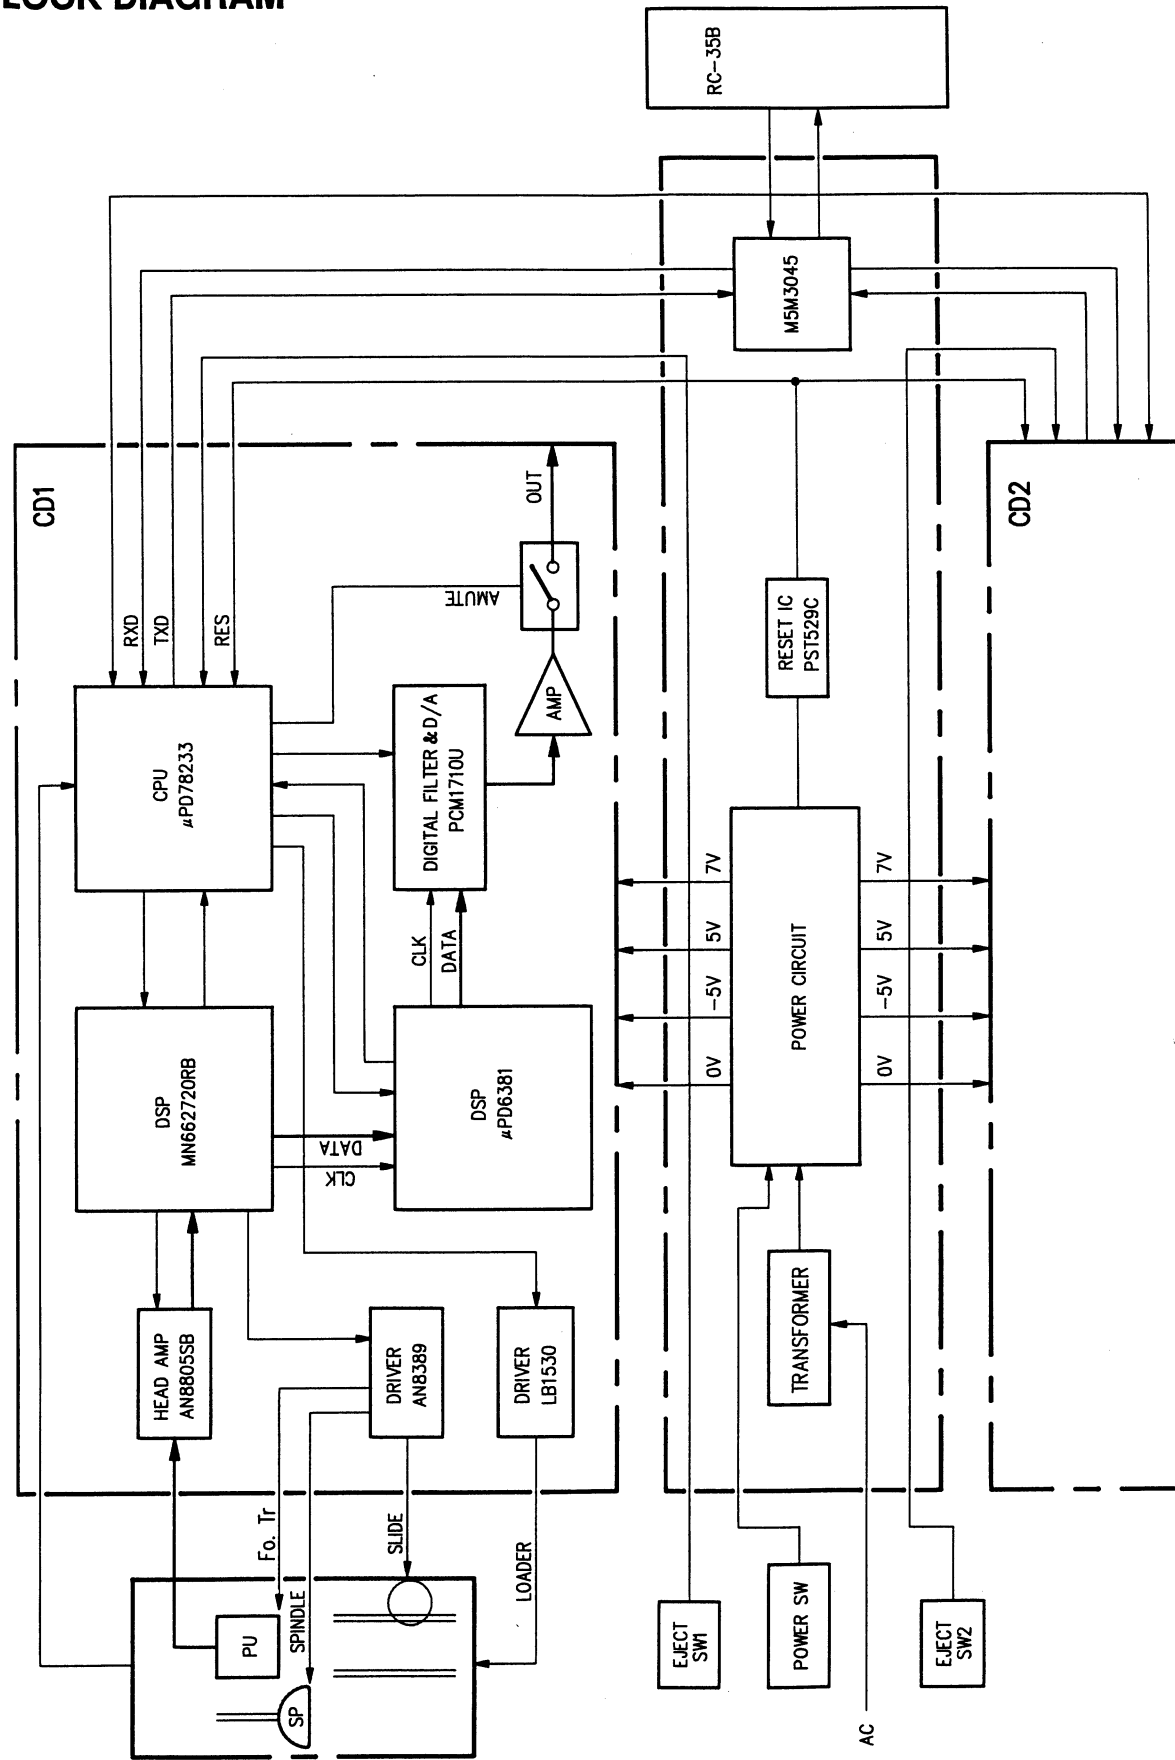 BLOCK DIAGRAM
RC-35B
M5M3045
CD1
CD2
RXD
TXD
RES
AMUTE
OUT
CPU
µPD78233
DIGITAL FILTER & D/A
PCM1710U
AMP
RESET IC
PST529C
CLK
DATA
DSP
MN662720RB
DSP
µPD6381
DATA
CLK
7V
5V
-5V
0V
POWER CIRCUIT
7V
5V
-5V
0V
HEAD AMP
AN8805SB
DRIVER
AN8389
DRIVER
LB1530
TRANSFORMER
Fo. Tr
SPINDLE
SLIDE
LOADER
PU
SP
EJECT
SW1
POWER SW
EJECT
SW2
AC